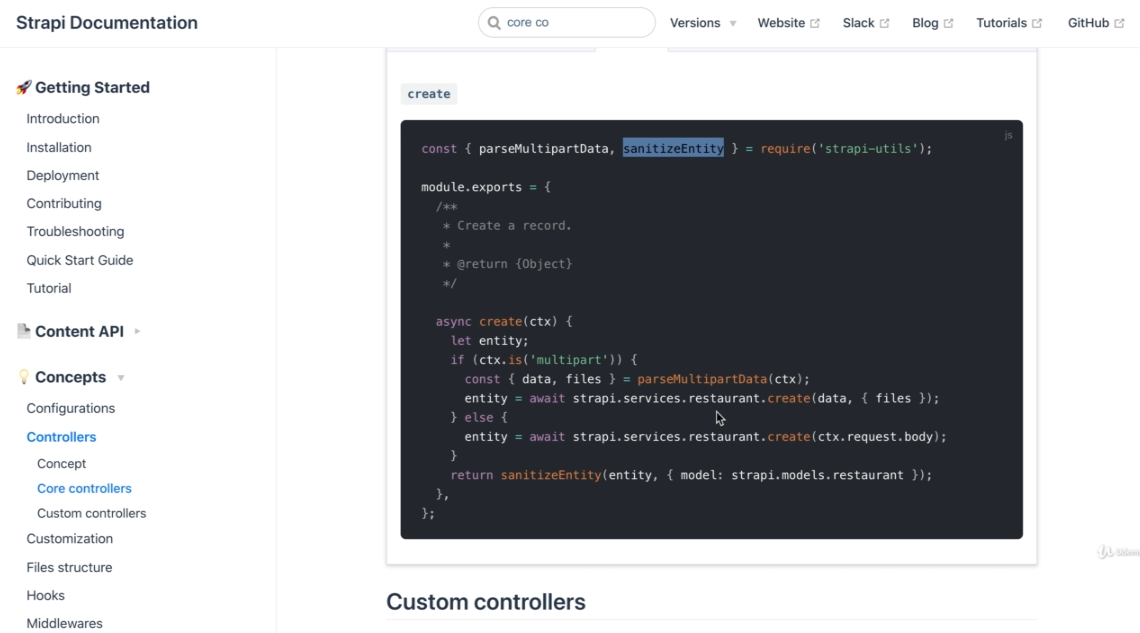 Strapi Documentation
core co
Versions
Website
Slack
Blog
Tutorials
GitHub
Getting Started
Introduction
Installation
Deployment
Contributing
Troubleshooting
Quick Start Guide
Tutorial
Content API
Concepts
Configurations
Controllers
Concept
Core controllers
Custom controllers
Customization
Files structure
Hooks
Middlewares
create
js
const { parseMultipartData, sanitizeEntity } = require('strapi-utils');
module.exports = {
/**
* Create a record.
*
* @return {Object}
*/
async create(ctx) {
let entity;
if (ctx.is('multipart')) {
const { data, files } = parseMultipartData(ctx);
entity = await strapi.services.restaurant.create(data, { files });
} else {
entity = await strapi.services.restaurant.create(ctx.request.body);
}
return sanitizeEntity(entity, { model: strapi.models.restaurant });
},
};
Custom controllers